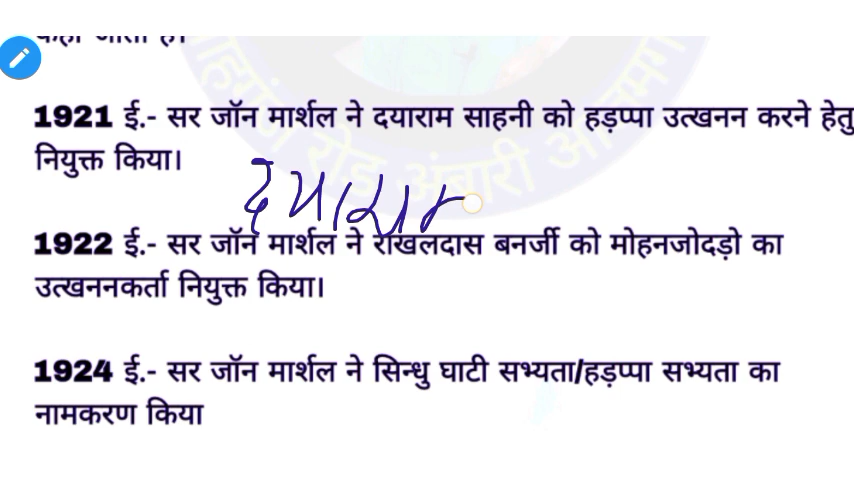 1921 ई.- सर जॉन मार्शल ने दयाराम साहनी को हड़प्पा उत्खनन करने हेतु
नियुक्त किया।
दयाराम
1922 ई.- सर जॉन मार्शल ने राखलदास बनर्जी को मोहनजोदड़ो का
उत्खननकर्ता नियुक्त किया।
1924 ई.- सर जॉन मार्शल ने सिन्धु घाटी सभ्यता/हड़प्पा सभ्यता का
नामकरण किया